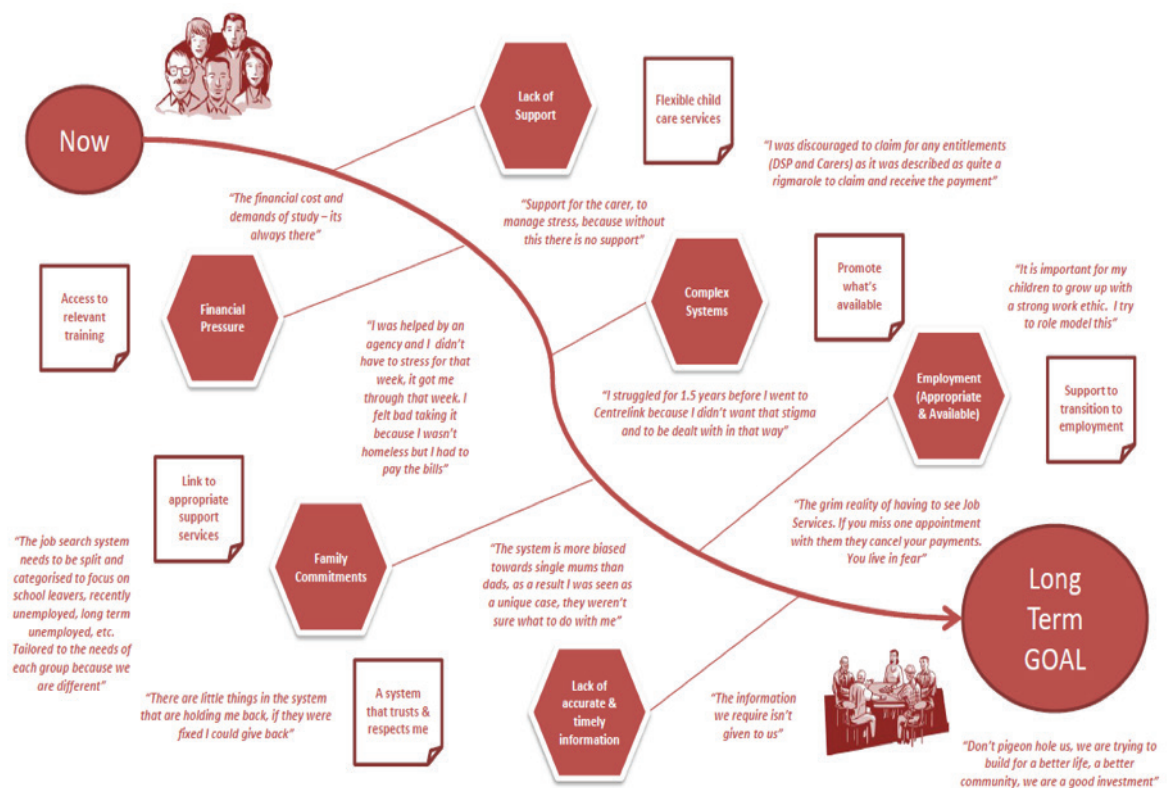 Now
Lack of
Support
Flexible child
care services
"I was discouraged to claim for any entitlements
(DSP and Carers) as it was described as quite a
rigmarole to claim and receive the payment"
"The financial cost and
demands of study – its
always there"
"Support for the carer, to
manage stress, because without
this there is no support"
Access to
relevant
training
Financial
Pressure
Complex
Systems
Promote
what's
available
"It is important for my
children to grow up with
a strong work ethic. I try
to role model this"
"I was helped by an
agency and I didn't
have to stress for that
week, it got me
through that week. I
felt bad taking it
because I wasn't
homeless but I had to
pay the bills"
"I struggled for 1.5 years before I went to
Centrelink because I didn't want that stigma
and to be dealt with in that way"
Employment
(Appropriate
& Available)
Support to
transition to
employment
Link to
appropriate
support
services
"The job search system
needs to be split and
categorised to focus on
school leavers, recently
unemployed, long term
unemployed, etc.
Tailored to the needs of
each group because we
are different"
Family
Commitments
"The system is more biased
towards single mums than
dads, as a result I was seen as
a unique case, they weren't
sure what to do with me"
"The grim reality of having to see Job
Services. If you miss one appointment
with them they cancel your payments.
You live in fear"
Long
Term
GOAL
"There are little things in the system
that are holding me back, if they were
fixed I could give back"
A system
that trusts &
respects me
Lack of
accurate &
timely
information
"The information
we require isn't
given to us"
"Don't pigeon hole us, we are trying to
build for a better life, a better
community, we are a good investment"